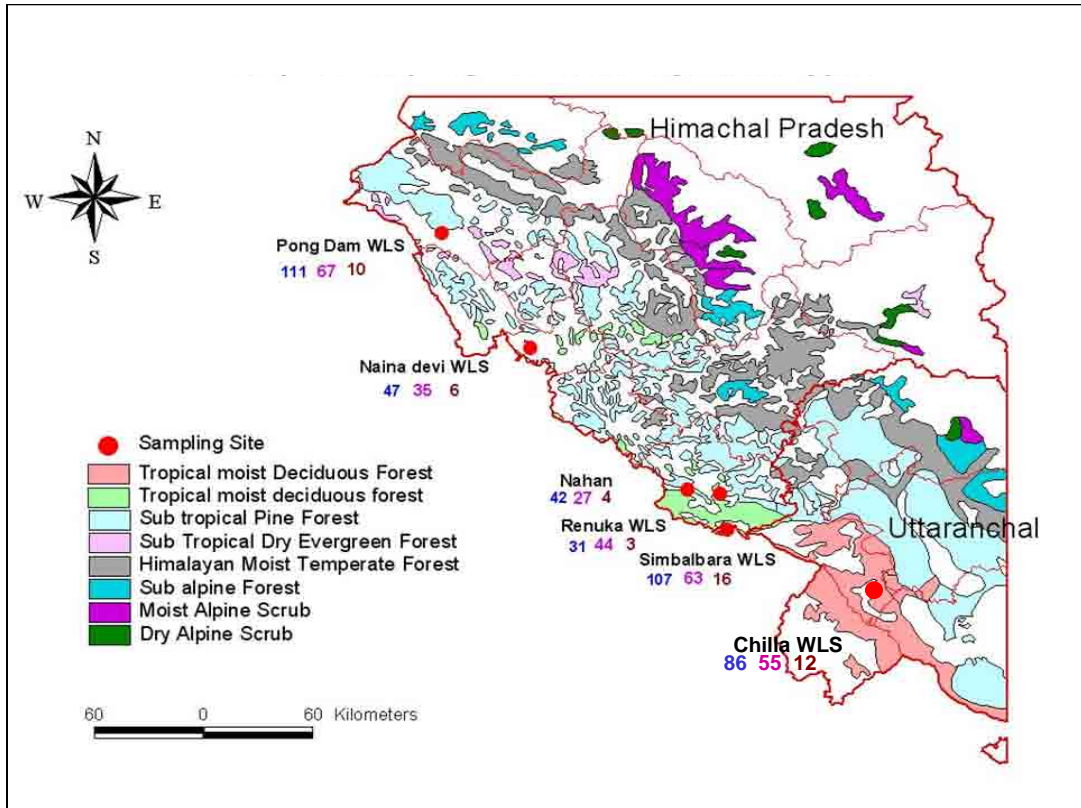 Himachal Pradesh
N
W E
S
Pong Dam WLS
111 67 10
Naina devi WLS
47 35 6
Sampling Site
Tropical moist Deciduous Forest
Tropical moist deciduous forest
Sub tropical Pine Forest
Sub Tropical Dry Evergreen Forest
Himalayan Moist Temperate Forest
Sub alpine Forest
Moist Alpine Scrub
Dry Alpine Scrub
Nahan
42 27 4
Renuka WLS
31 44 3
Simbalbara WLS
107 63 16
Uttaranchal
Chilla WLS
86 55 12
60 0 60 Kilometers